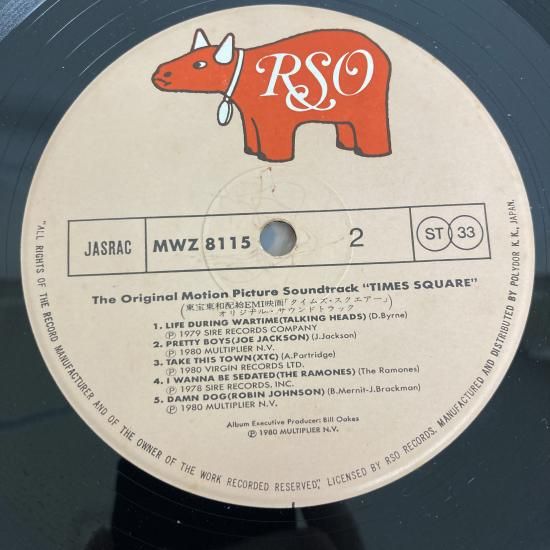 RSO
JASRAC MWZ 8115 2 ST 33
The Original Motion Picture Soundtrack "TIMES SQUARE"
(東宝東和配給EMI映画「タイムズ・スクエアー」
オリジナル・サウンドトラック)
1. LIFE DURING WARTIME(TALKING HEADS) (D.Byrne)
Ⓟ 1979 SIRE RECORDS COMPANY
2. PRETTY BOYS(JOE JACKSON) (J.Jackson)
Ⓟ 1980 MULTIPLIER N.V.
3. TAKE THIS TOWN(XTC) (A.Partridge)
Ⓟ 1980 VIRGIN RECORDS LTD.
4. I WANNA BE SEDATED(THE RAMONES) (The Ramones)
Ⓟ 1978 SIRE RECORDS, INC.
5. DAMN DOG(ROBIN JOHNSON) (B.Mernit-J.Brackman)
Ⓟ 1980 MULTIPLIER N.V.
Album Executive Producer: Bill Oakes
Ⓟ 1980 MULTIPLIER N.V.
"ALL RIGHTS OF THE RECORD MANUFACTURER AND OF THE OWNER OF THE WORK RECORDED RESERVED", LICENSED BY RSO RECORDS. MANUFACTURED AND DISTRIBUTED BY POLYDOR K. K., JAPAN.